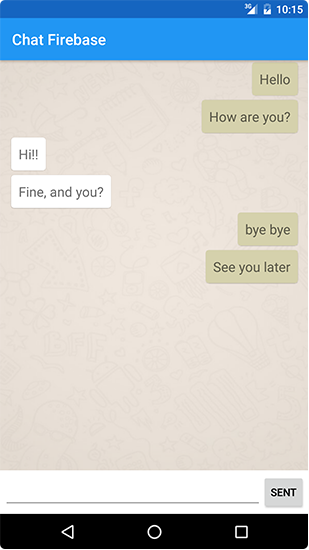 3G 10:15
Chat Firebase
Hello
How are you?
Hi!!
Fine, and you?
bye bye
See you later
SENT